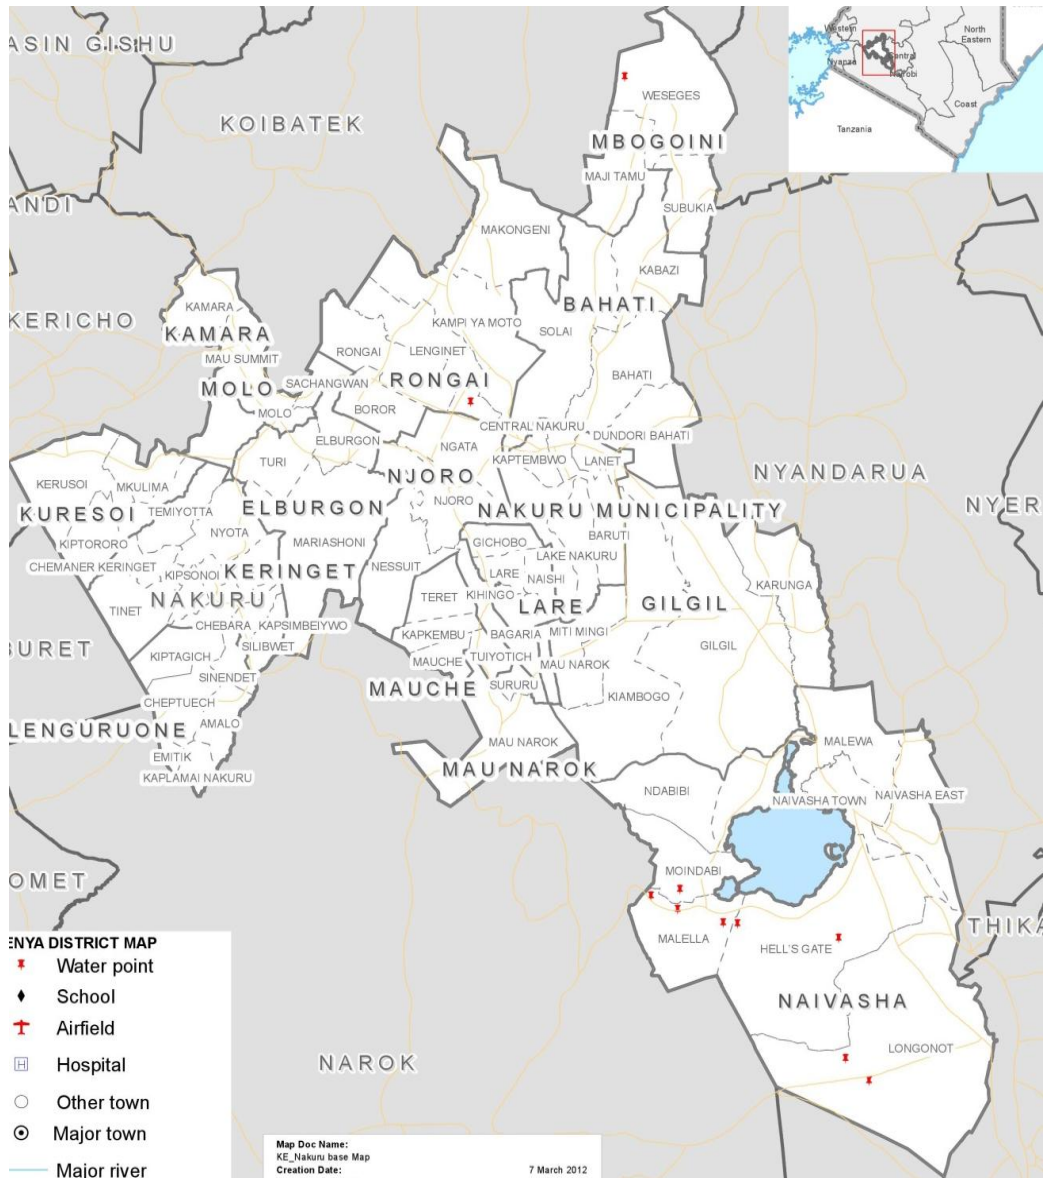 ASIN GISHU
Western
North
Eastern
Central
Nyanza
Nairobi
Coast
Tanzania
WESEGES
KOIBATEK
MBOGOINI
MAJI TAMU
ANDI
SUBUKIA
MAKONGENI
KABAZI
KAMARA
BAHATI
KERICHO
KAMARA
KAMPI YA MOTO
SOLAI
MAU SUMMIT
RONGAI
LENGINET
MOLO
SACHANGWAN
RONGAI
BAHATI
MOLO
BOROR
CENTRAL NAKURU
ELBURGON
NGATA
DUNDORI BAHATI
TURI
KAPTEMBWO
LANET
NYANDARUA
KERUSOI
MKULIMA
NJORO
NYER
KURESOI
TEMIYOTTA
ELBURGON
NJORO
NAKURU MUNICIPALITY
NYOTA
BARUTI
KIPTORORO
MARIASHONI
GICHOBO
LAKE NAKURU
CHEMANER KERINGET
KIPSONOI
KERINGET
NESSUIT
LARE
NAISHI
KARUNGA
NAKURU
TERET
KIHINGO
LARE
GILGIL
TINET
CHEBARA
KAPSIMBEIYWO
KAPKEMBU
BAGARIA
MITI MINGI
BURET
SILIBWET
GILGIL
KIPTAGICH
MAUCHE
TUIYOTICH
MAU NAROK
SINENDET
MAUCHE
SURURU
KIAMBOGO
CHEPTUECH
AMALO
LENGURUONE
MAU NAROK
MALEWA
EMITIK
MAU NAROK
KAPLAMAI NAKURU
NDABIBI
NAIVASHA TOWN
NAIVASHA EAST
OMET
MOINDABI
THIKA
MALELLA
HELL'S GATE
ENYA DISTRICT MAP
Water point
School
NAIVASHA
Airfield
LONGONOT
Hospital
NAROK
Other town
Major town
Major river
Map Doc Name:
KE_Nakuru base Map
Creation Date: 7 March 2012